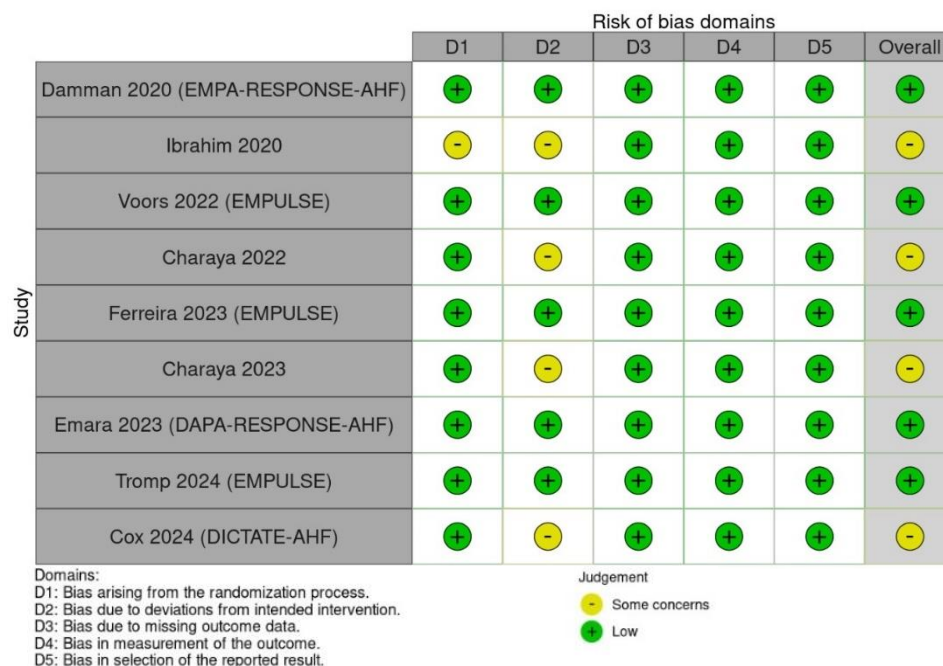 Risk of bias domains
D1 D2 D3 D4 D5 Overall
Study
Damman 2020 (EMPA-RESPONSE-AHF) + + + + + +
Ibrahim 2020 - - + + + -
Voors 2022 (EMPULSE) + + + + + +
Charaya 2022 + - + + + -
Ferreira 2023 (EMPULSE) + + + + + +
Charaya 2023 + - + + + -
Emara 2023 (DAPA-RESPONSE-AHF) + + + + + +
Tromp 2024 (EMPULSE) + + + + + +
Cox 2024 (DICTATE-AHF) + - + + + -
Domains:
D1: Bias arising from the randomization process.
D2: Bias due to deviations from intended intervention.
D3: Bias due to missing outcome data.
D4: Bias in measurement of the outcome.
D5: Bias in selection of the reported result.
Judgement
- Some concerns
+ Low